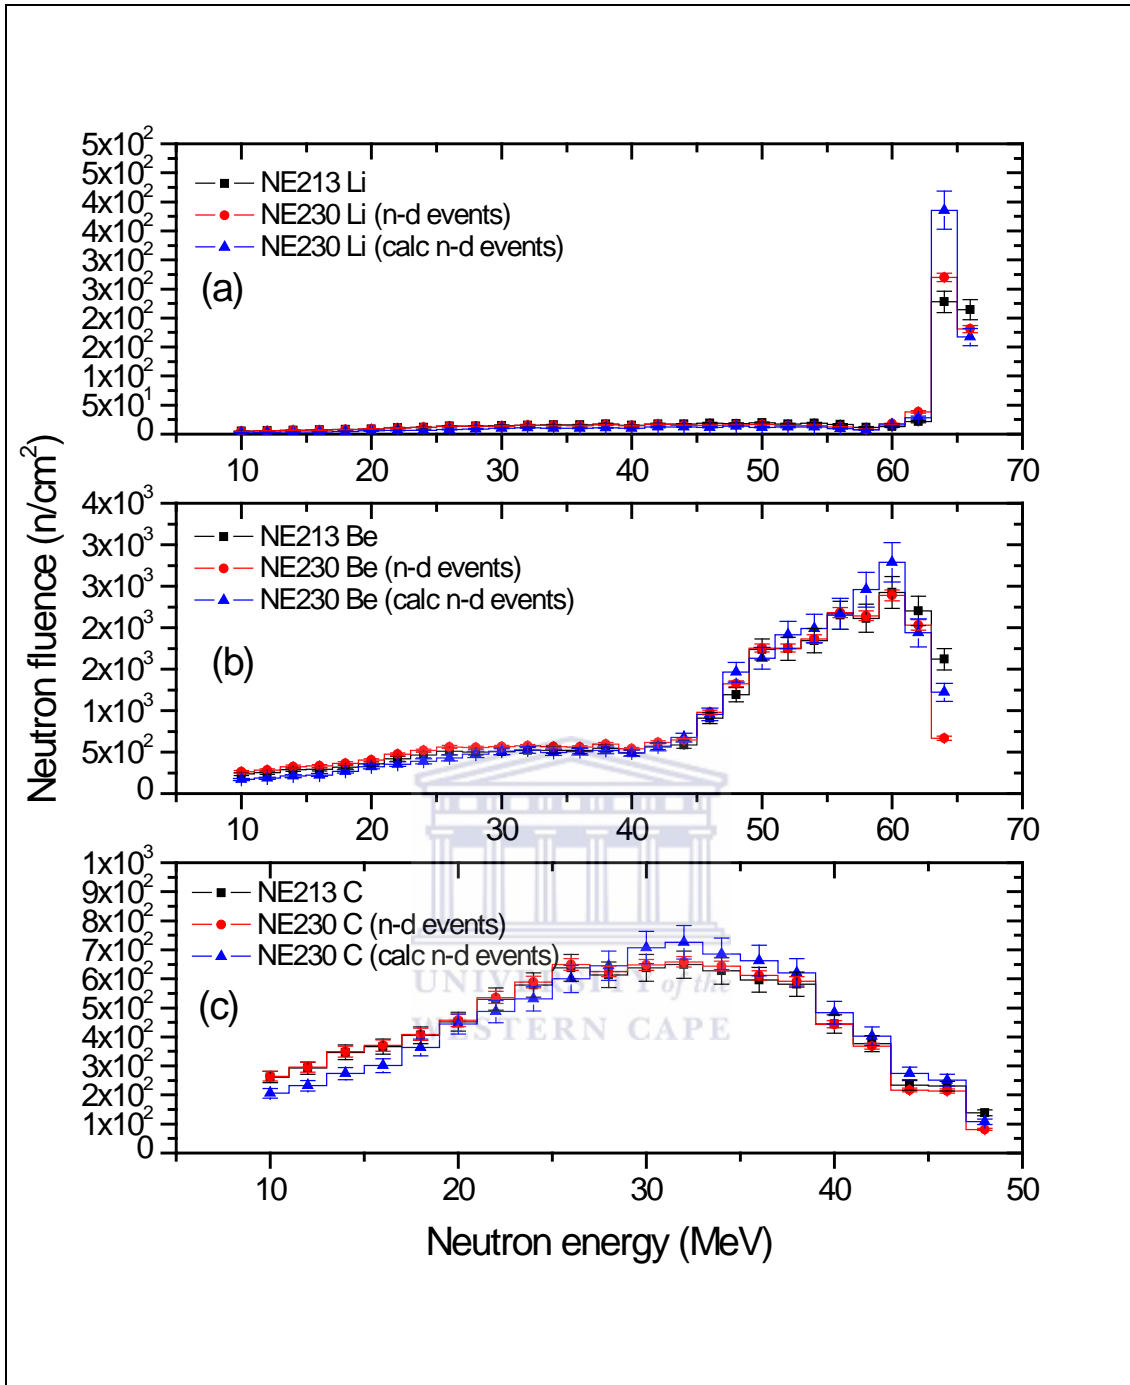 Neutron fluence (n/cm²)
5x10²
5x10²
4x10²
4x10²
3x10²
3x10²
2x10²
2x10²
1x10²
5x10¹
0
NE213 Li
NE230 Li (n-d events)
NE230 Li (calc n-d events)
(a)
10 20 30 40 50 60 70
4x10³
3x10³
3x10³
2x10³
2x10³
1x10³
5x10²
0
NE213 Be
NE230 Be (n-d events)
NE230 Be (calc n-d events)
(b)
10 20 30 40 50 60 70
1x10³
9x10²
8x10²
7x10²
6x10²
5x10²
4x10²
3x10²
2x10²
1x10²
0
NE213 C
NE230 C (n-d events)
NE230 C (calc n-d events)
(c)
UNIVERSITY of the
WESTERN CAPE
10 20 30 40 50
Neutron energy (MeV)